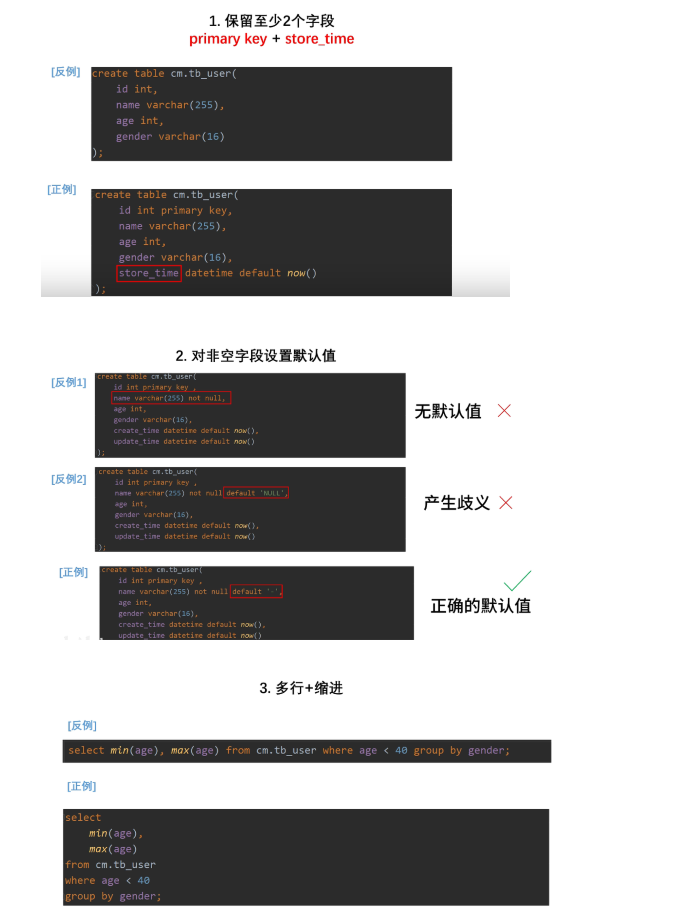 1. 保留至少2个字段
primary key + store_time
[反例]
create table cm.tb_user(
id int,
name varchar(255),
age int,
gender varchar(16)
);
[正例]
create table cm.tb_user(
id int primary key,
name varchar(255),
age int,
gender varchar(16),
store_time datetime default now()
);
2. 对非空字段设置默认值
[反例1]
create table cm.tb_user(
id int primary key ,
name varchar(255) not null,
age int,
gender varchar(16),
create_time datetime default now(),
update_time datetime default now()
);
无默认值
[反例2]
create table cm.tb_user(
id int primary key ,
name varchar(255) not null default 'NULL',
age int,
gender varchar(16),
create_time datetime default now(),
update_time datetime default now()
);
产生歧义
[正例]
create table cm.tb_user(
id int primary key ,
name varchar(255) not null default '-',
age int,
gender varchar(16),
create_time datetime default now(),
update_time datetime default now()
正确的默认值
3. 多行+缩进
[反例]
select min(age), max(age) from cm.tb_user where age < 40 group by gender;
[正例]
select
min(age),
max(age)
from cm.tb_user
where age < 40
group by gender;